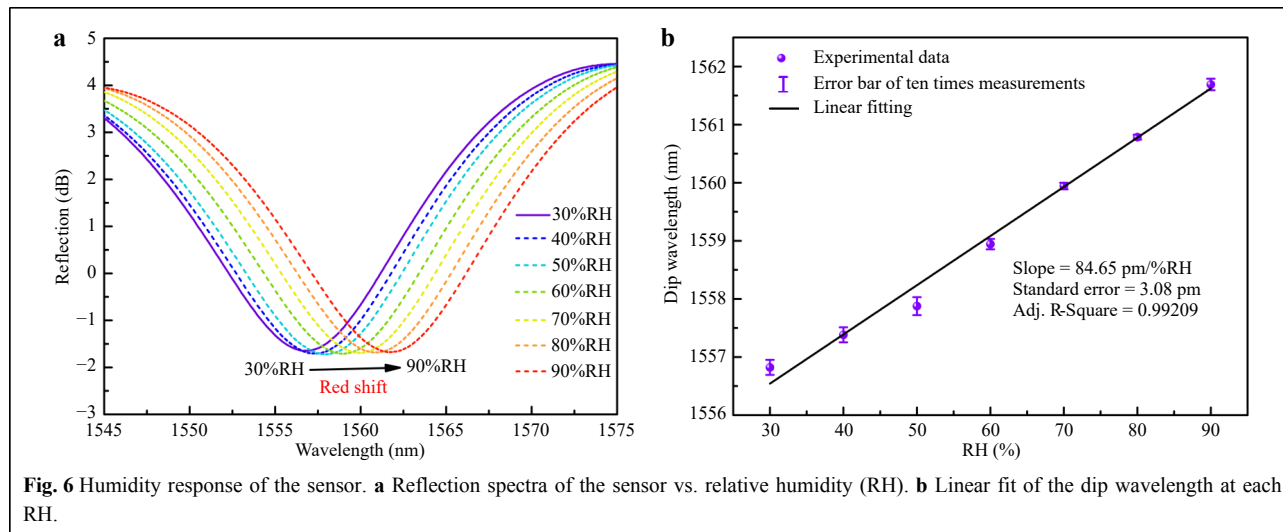 a
5
4
3
2
1
0
−1
−2
−3
Reflection (dB)
1545
1550
1555
1560
1565
1570
1575
Wavelength (nm)
30%RH
40%RH
50%RH
60%RH
70%RH
80%RH
90%RH
30%RH
90%RH
Red shift
b
1562
1561
1560
1559
1558
1557
1556
Dip wavelength (nm)
30
40
50
60
70
80
90
RH (%)
Experimental data
Error bar of ten times measurements
Linear fitting
Slope = 84.65 pm/%RH
Standard error = 3.08 pm
Adj. R-Square = 0.99209
Fig. 6 Humidity response of the sensor. a Reflection spectra of the sensor vs. relative humidity (RH). b Linear fit of the dip wavelength at each
RH.